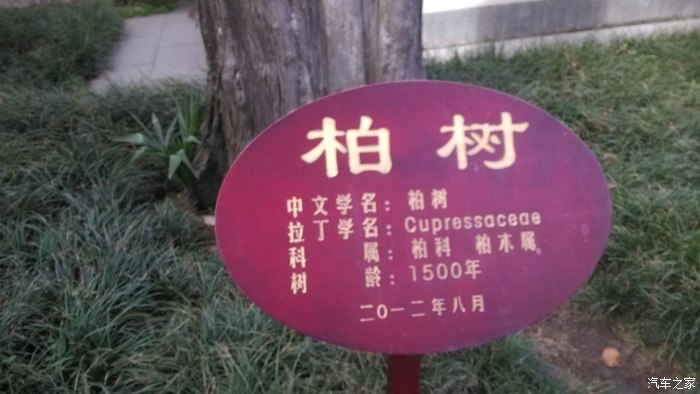 柏树
中文学名：柏树
拉丁学名：Cupressaceae
科属：柏科 柏木属
树龄：1500年
二〇一二年八月
汽车之家